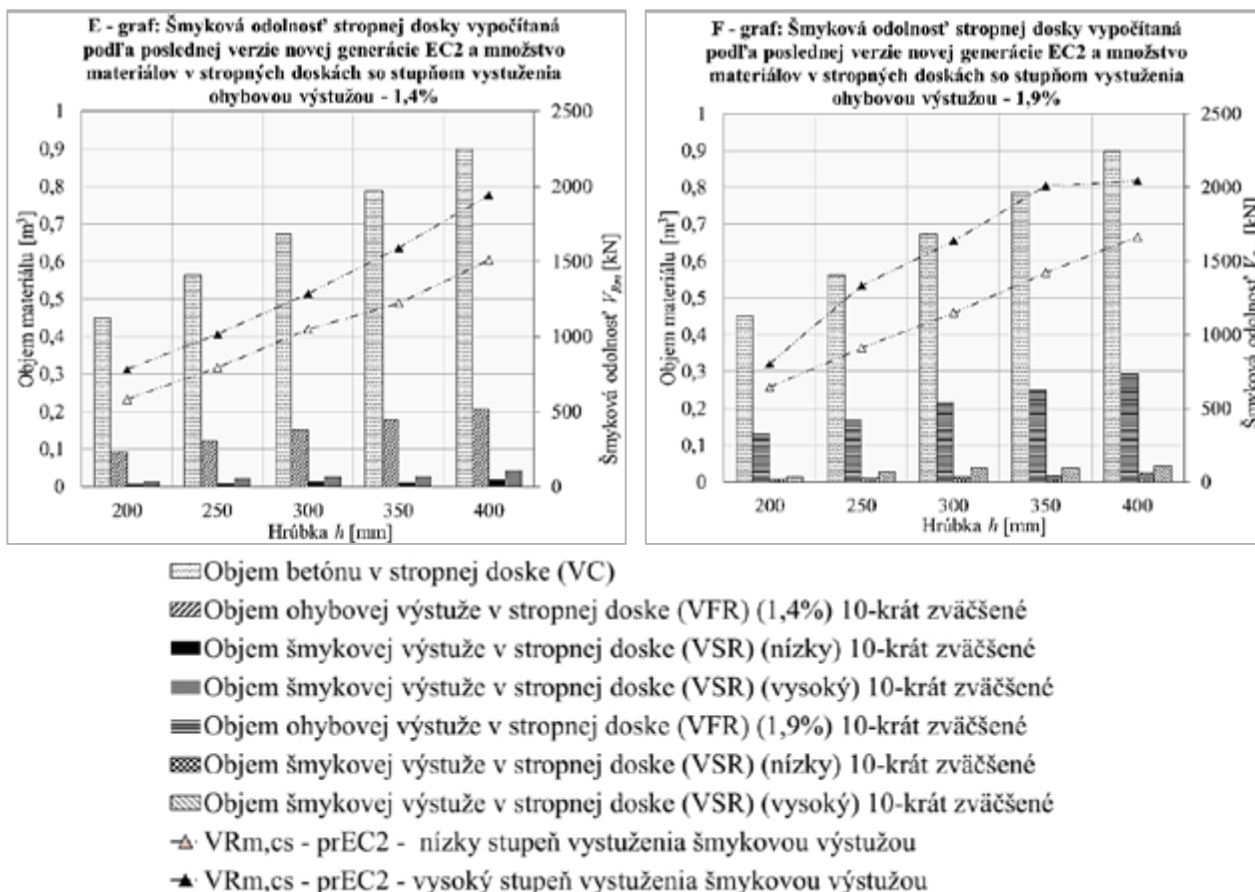 E - graf: Šmyková odolnosť stropnej dosky vypočítaná
podľa poslednej verzie novej generácie EC2 a množstvo
materiálov v stropných doskách so stupňom vystuženia
ohybovou výstužou - 1,4%
1
0,9
0,8
0,7
0,6
0,5
0,4
0,3
0,2
0,1
0
Objem materiálu [m³]
2500
2000
1500
1000
500
0
Šmyková odolnosť V_Rm [kN]
200 250 300 350 400
Hrúbka h [mm]
F - graf: Šmyková odolnosť stropnej dosky vypočítaná
podľa poslednej verzie novej generácie EC2 a množstvo
materiálov v stropných doskách so stupňom vystuženia
ohybovou výstužou - 1,9%
1
0,9
0,8
0,7
0,6
0,5
0,4
0,3
0,2
0,1
0
Objem materiálu [m³]
2500
2000
1500
1000
500
0
Šmyková odolnosť [kN]
200 250 300 350 400
Hrúbka h [mm]
Objem betónu v stropnej doske (VC)
Objem ohybovej výstuže v stropnej doske (VFR) (1,4%) 10-krát zväčšené
Objem šmykovej výstuže v stropnej doske (VSR) (nízky) 10-krát zväčšené
Objem šmykovej výstuže v stropnej doske (VSR) (vysoký) 10-krát zväčšené
Objem ohybovej výstuže v stropnej doske (VFR) (1,9%) 10-krát zväčšené
Objem šmykovej výstuže v stropnej doske (VSR) (nízky) 10-krát zväčšené
Objem šmykovej výstuže v stropnej doske (VSR) (vysoký) 10-krát zväčšené
VRm,cs - prEC2 - nízky stupeň vystuženia šmykovou výstužou
VRm,cs - prEC2 - vysoký stupeň vystuženia šmykovou výstužou